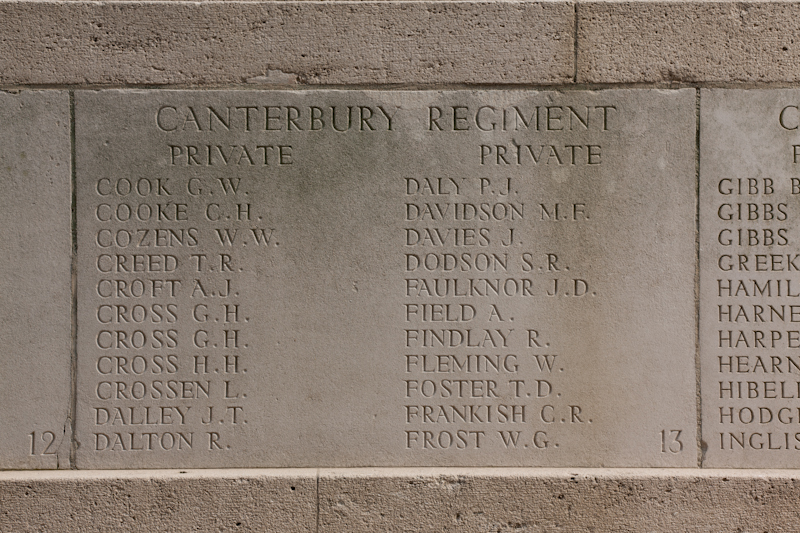 CANTERBURY REGIMENT
PRIVATE
COOK G.W.
COOKE C.H.
COZENS W.W.
CREED T.R.
CROFT A.J.
CROSS G.H.
CROSS G.H.
CROSS H.H.
CROSSEN L.
DALLEY J.T.
DALTON R.
PRIVATE
DALY P.J.
DAVIDSON M.F.
DAVIES J.
DODSON S.R.
FAULKNOR J.D.
FIELD A.
FINDLAY R.
FLEMING W.
FOSTER T.D.
FRANKISH C.R.
FROST W.G.
12
13
GIBB
GIBBS
GIBBS